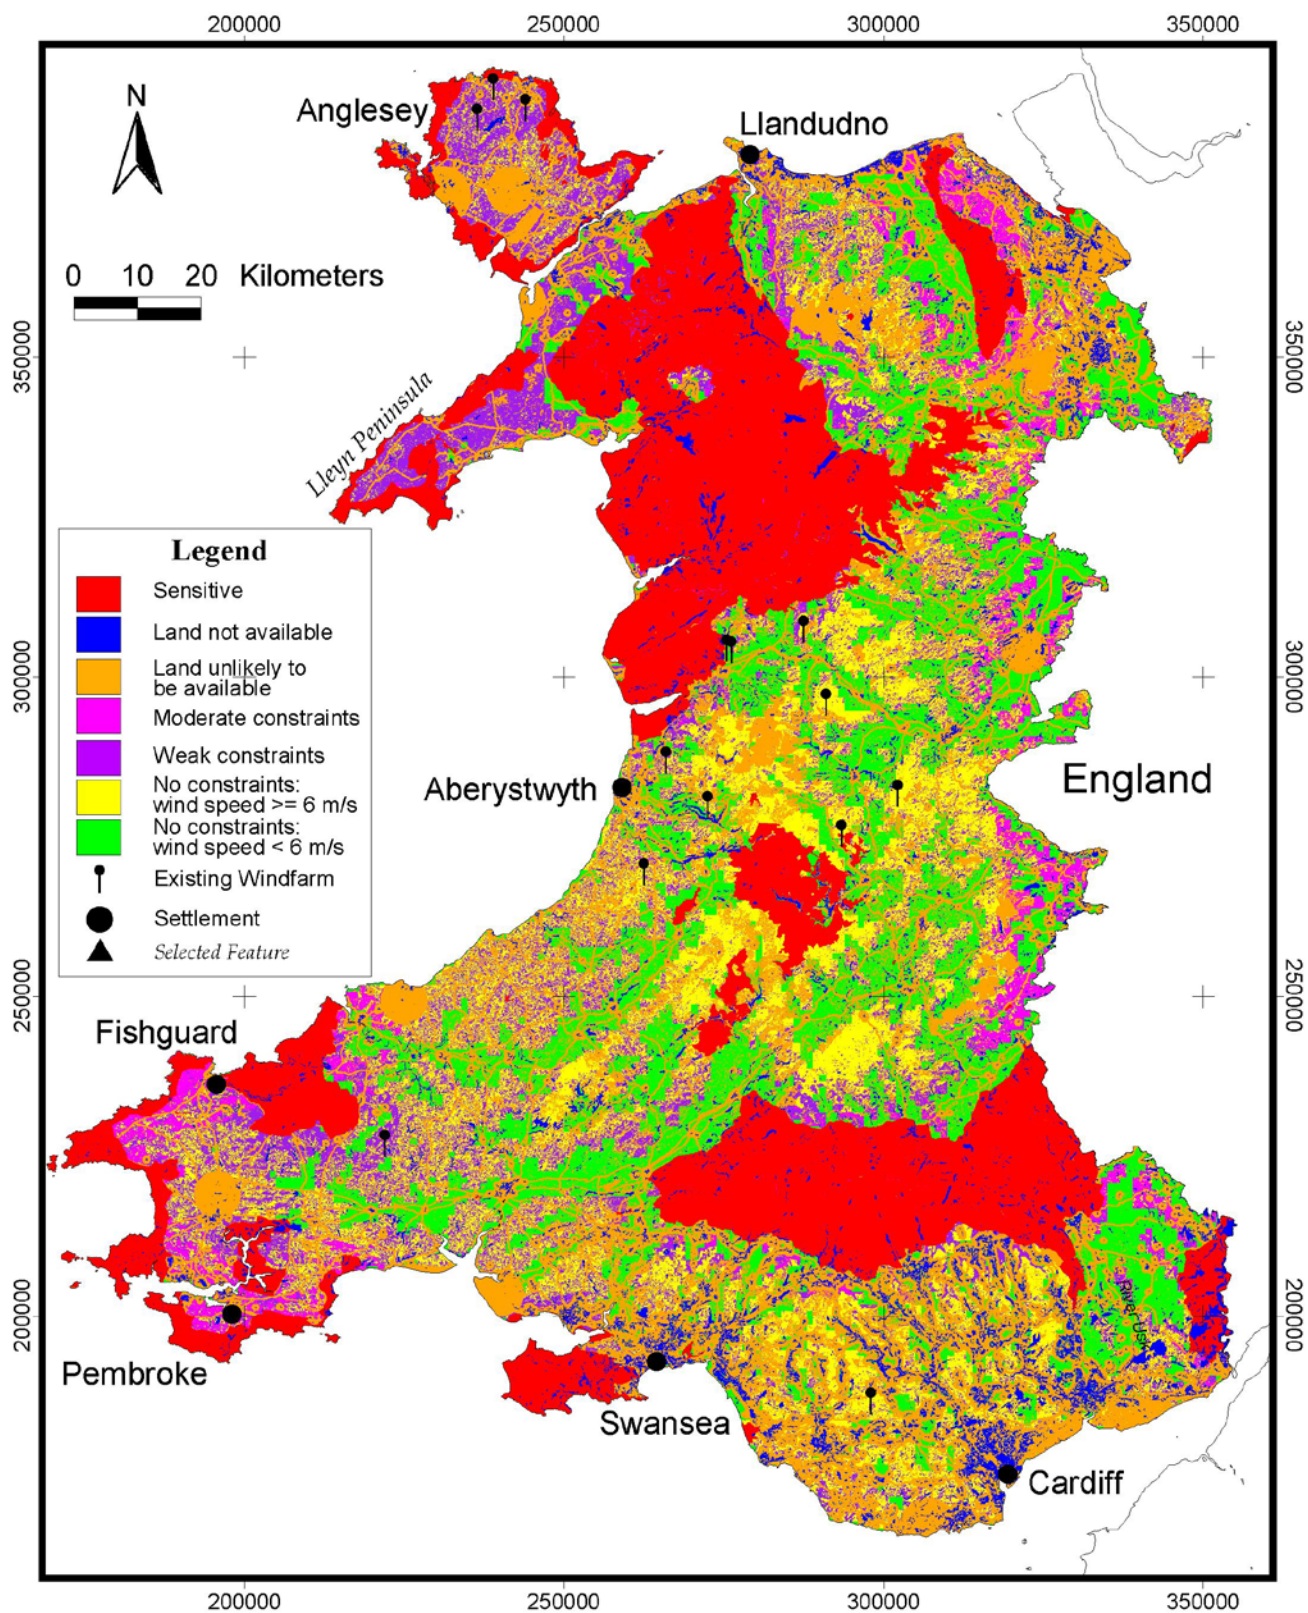 200000 250000 300000 350000
N
Anglesey
Llandudno
0 10 20 Kilometers
350000 350000
Lleyn Peninsula
Legend
Sensitive
Land not available
Land unlikely to
be available
Moderate constraints
Weak constraints
No constraints:
wind speed >= 6 m/s
No constraints:
wind speed < 6 m/s
Existing Windfarm
Settlement
Selected Feature
300000 300000
Aberystwyth
England
250000 250000
Fishguard
River Usk
200000 200000
Pembroke
Swansea
Cardiff
200000 250000 300000 350000